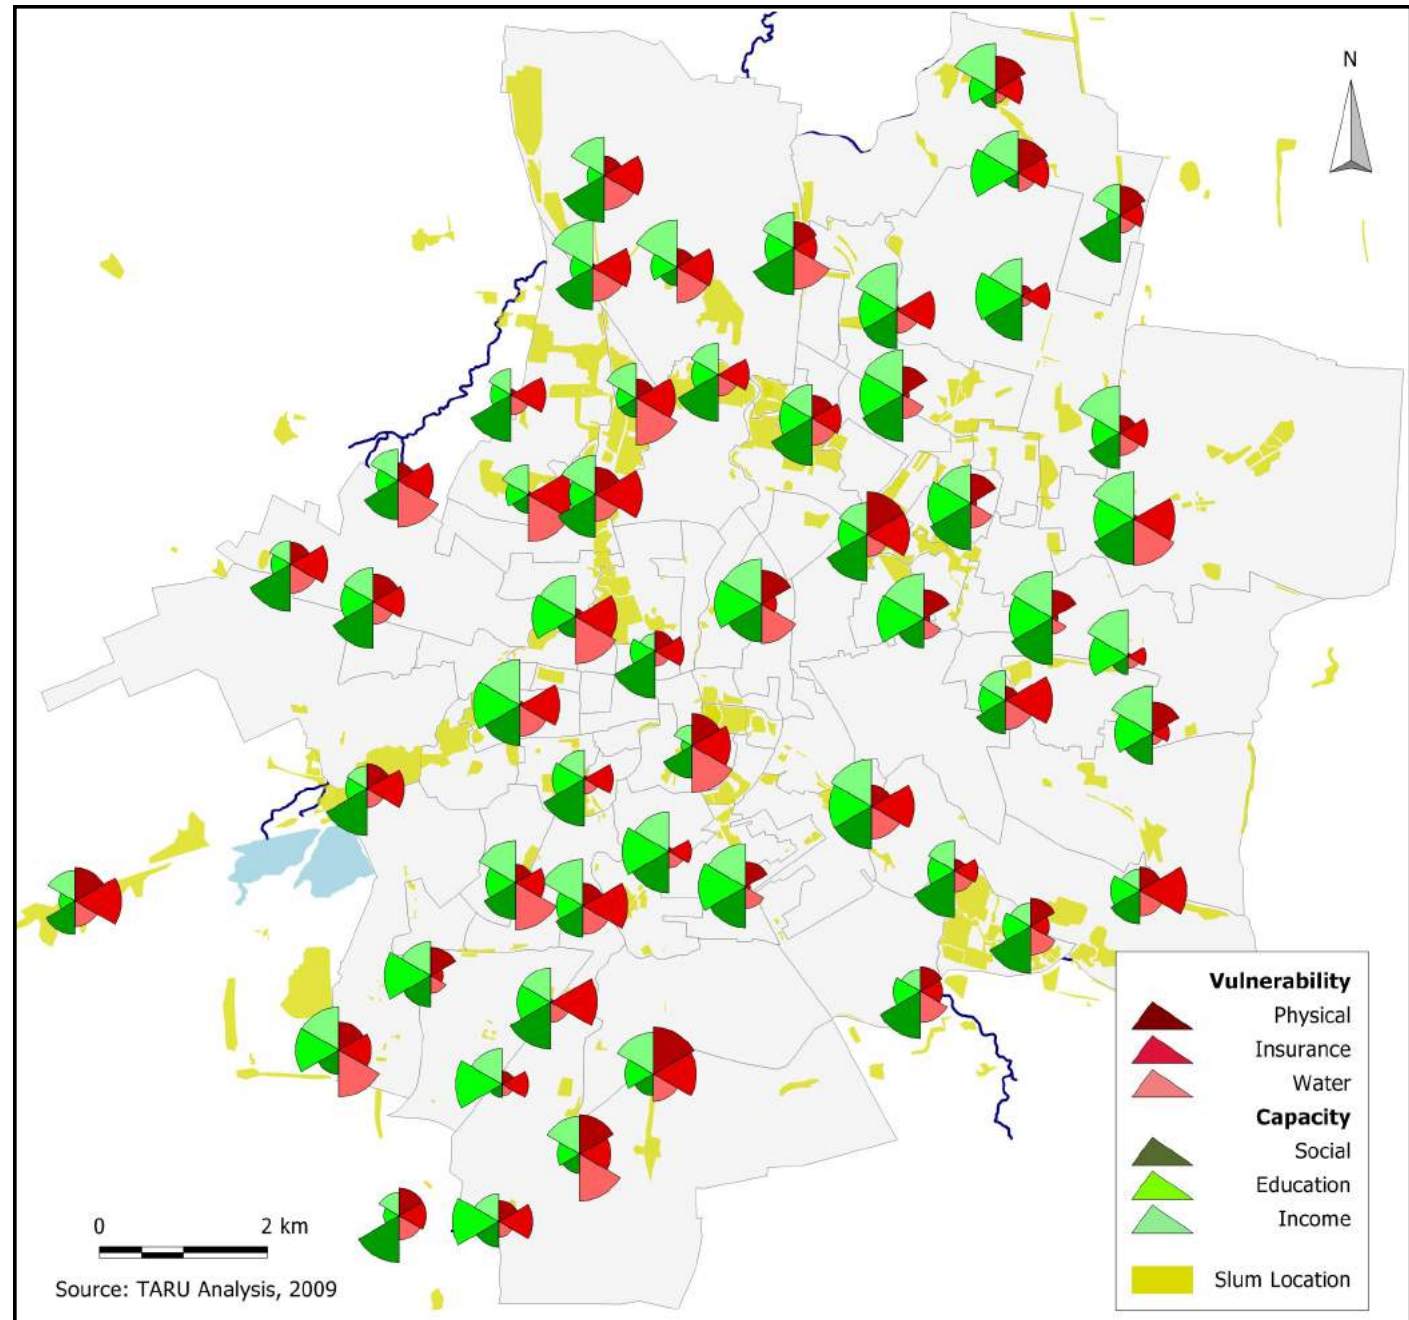 N
Vulnerability
Physical
Insurance
Water
Capacity
Social
Education
Income
Slum Location
0 2 km
Source: TARU Analysis, 2009